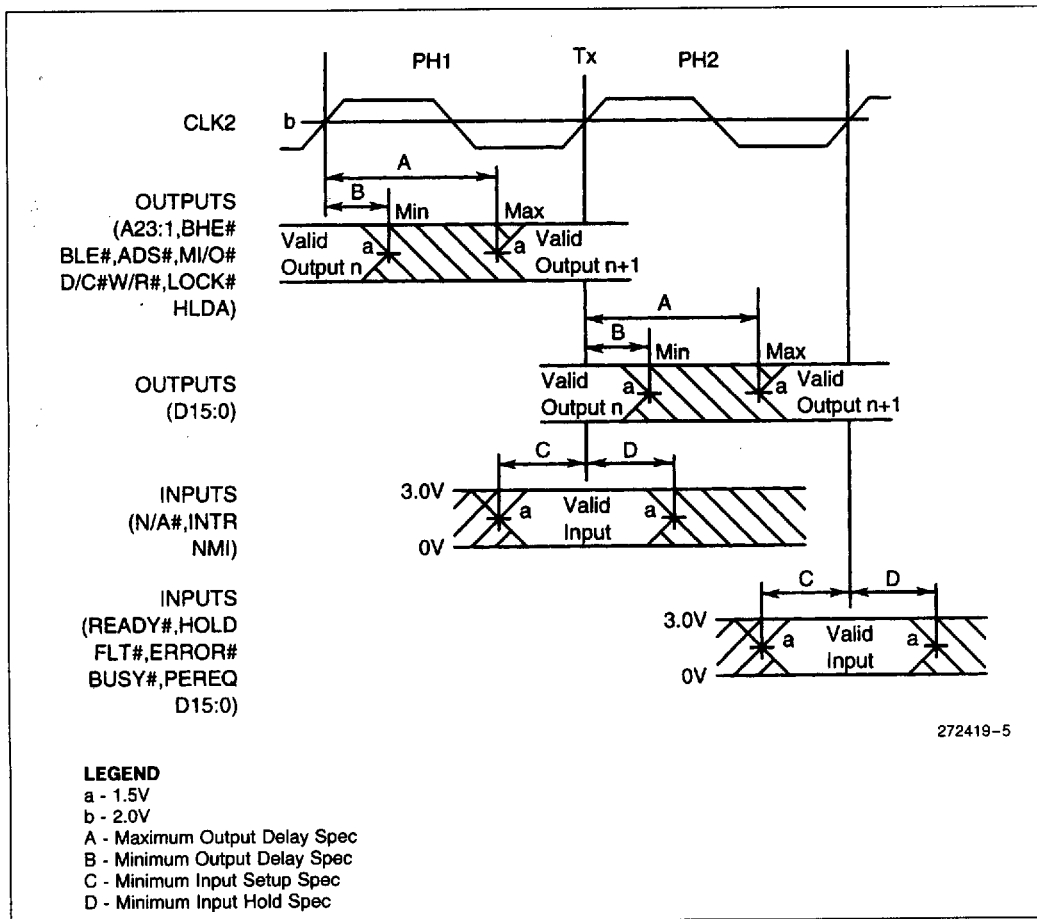 PH1 Tx PH2
CLK2 b
A
B
OUTPUTS
(A23:1,BHE#
BLE#,ADS#,MI/O#
D/C#W/R#,LOCK#
HLDA)
Min Max
Valid
Output n
a a
Valid
Output n+1
A
B
OUTPUTS
(D15:0)
Min Max
Valid
Output n
a a
Valid
Output n+1
C D
INPUTS
(N/A#,INTR
NMI)
3.0V
0V
a Valid
Input
a
C D
INPUTS
(READY#,HOLD
FLT#,ERROR#
BUSY#,PEREQ
D15:0)
3.0V
0V
a Valid
Input
a
272419-5
LEGEND
a - 1.5V
b - 2.0V
A - Maximum Output Delay Spec
B - Minimum Output Delay Spec
C - Minimum Input Setup Spec
D - Minimum Input Hold Spec